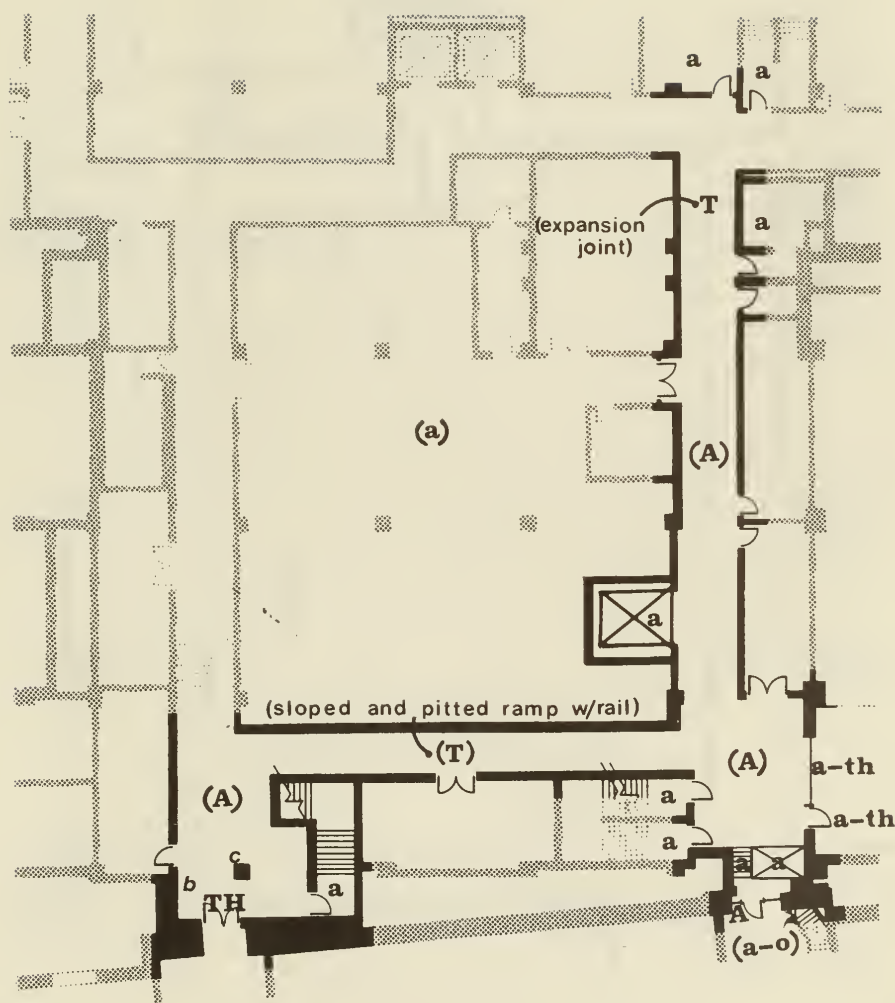 a
a
T
a
(expansion
joint)
(a)
(A)
a
(sloped and pitted ramp w/rail)
(T)
(A)
a-th
(A)
a
a-th
c
a
a
a
b
a
TH
A
(a-o)